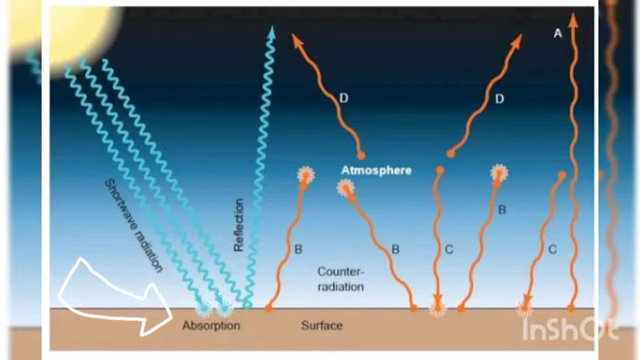 A
D
D
Atmosphere
Shortwave radiation
Reflection
B
B
C
B
C
Counter-
radiation
Absorption
Surface
InShOt